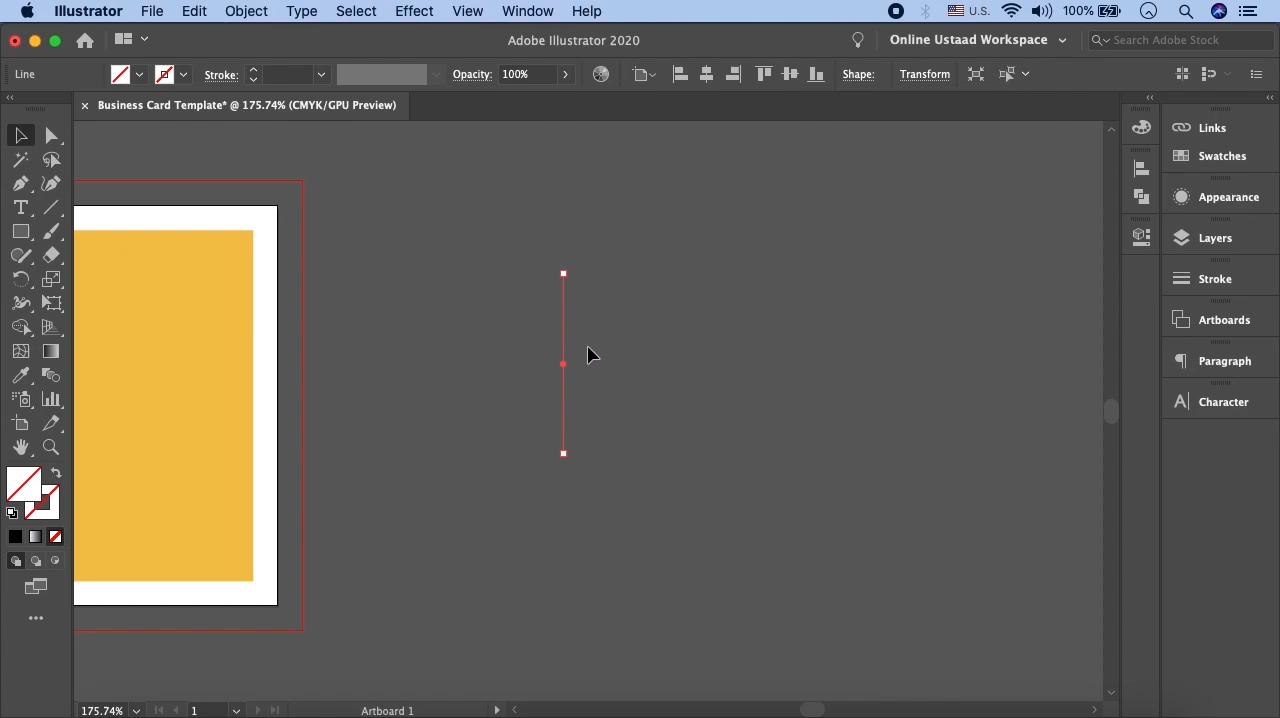 Illustrator File Edit Object Type Select Effect View Window Help U.S. 100%
Adobe Illustrator 2020 Online Ustaad Workspace Search Adobe Stock
Line Stroke: Opacity: 100% Shape: Transform
× Business Card Template* @ 175.74% (CMYK/GPU Preview)
Links
Swatches
Appearance
Layers
Stroke
Artboards
Paragraph
Character
175.74% 1 Artboard 1